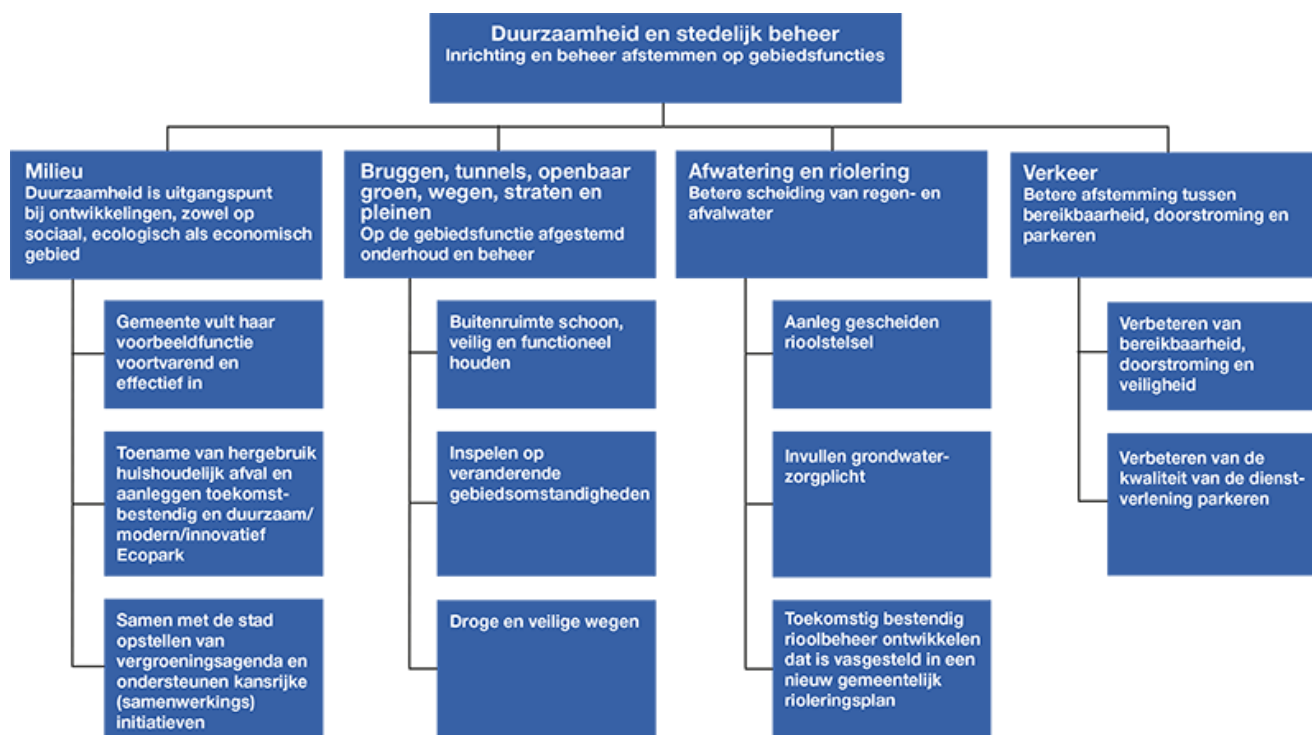 Duurzaamheid en stedelijk beheer
Inrichting en beheer afstemmen op gebiedsfuncties
Milieu
Duurzaamheid is uitgangspunt
bij ontwikkelingen, zowel op
sociaal, ecologisch als economisch
gebied
Gemeente vult haar
voorbeeldfunctie
voortvarend en
effectief in
Toename van hergebruik
huishoudelijk afval en
aanleggen toekomst-
bestendig en duurzaam/
modern/innovatief
Ecopark
Samen met de stad
opstellen van
vergroeningsagenda en
ondersteunen kansrijke
(samenwerkings)
initiatieven
Bruggen, tunnels, openbaar
groen, wegen, straten en
pleinen
Op de gebiedsfunctie afgestemd
onderhoud en beheer
Buitenruimte schoon,
veilig en functioneel
houden
Inspelen op
veranderende
gebiedsomstandigheden
Droge en veilige wegen
Afwatering en riolering
Betere scheiding van regen- en
afvalwater
Aanleg gescheiden
rioolstelsel
Invullen grondwater-
zorgplicht
Toekomstig bestendig
rioolbeheer ontwikkelen
dat is vasgesteld in een
nieuw gemeentelijk
rioleringsplan
Verkeer
Betere afstemming tussen
bereikbaarheid, doorstroming en
parkeren
Verbeteren van
bereikbaarheid,
doorstroming en
veiligheid
Verbeteren van de
kwaliteit van de dienst-
verlening parkeren